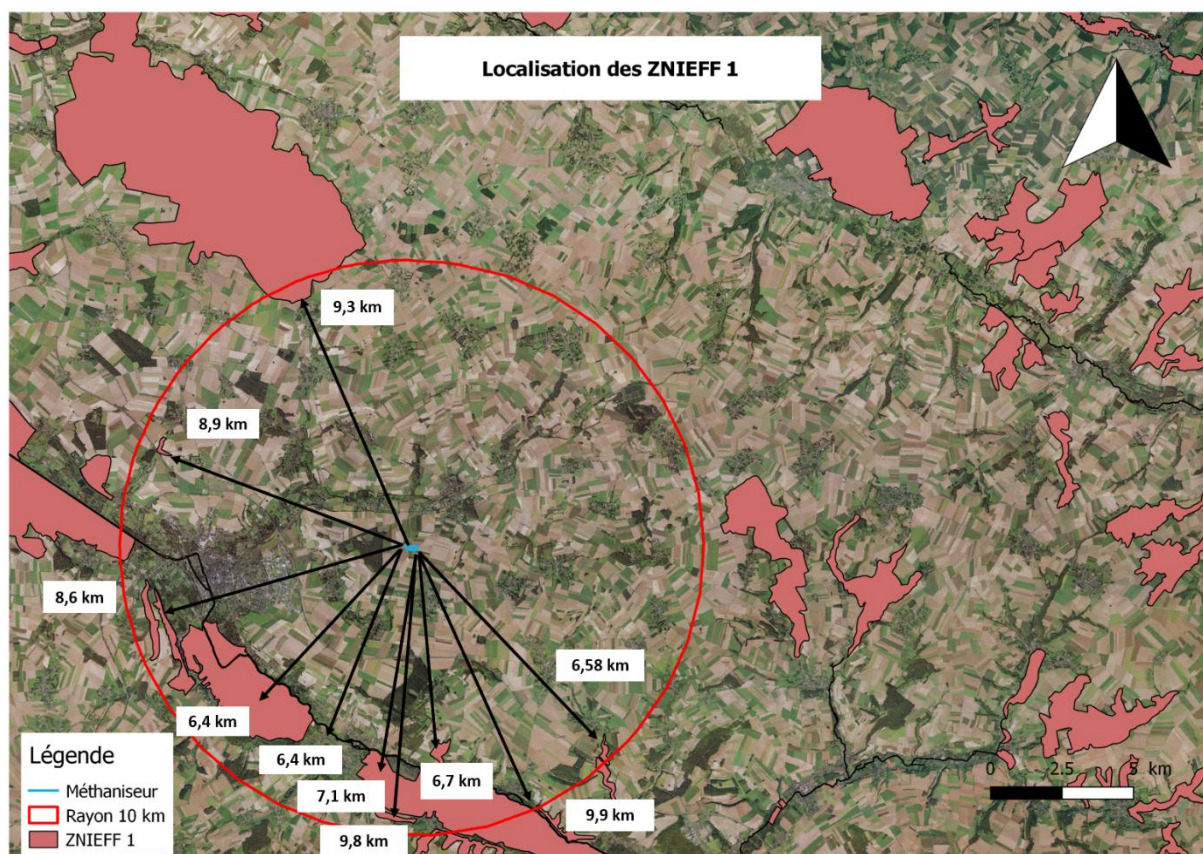 Localisation des ZNIEFF 1
9,3 km
8,9 km
8,6 km
6,58 km
6,4 km
6,4 km
6,7 km
7,1 km
9,9 km
9,8 km
Légende
Méthaniseur
Rayon 10 km
ZNIEFF 1
0 2.5 5 km